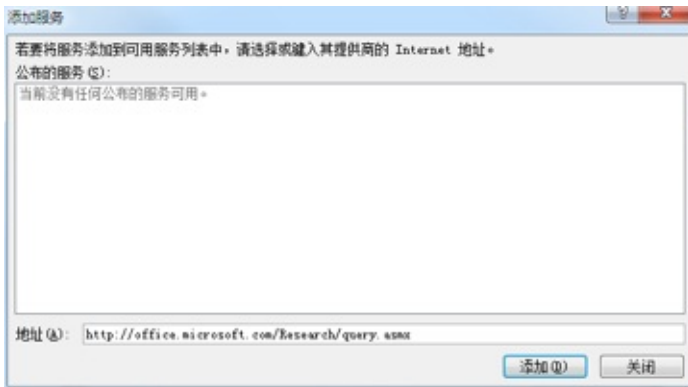 添加服务
若要将服务添加到可用服务列表中，请选择或键入其提供商的 Internet 地址。
公布的服务(S):
当前没有任何公布的服务可用。
地址(A): http://office.microsoft.com/Research/query.asmx
添加(D) 关闭